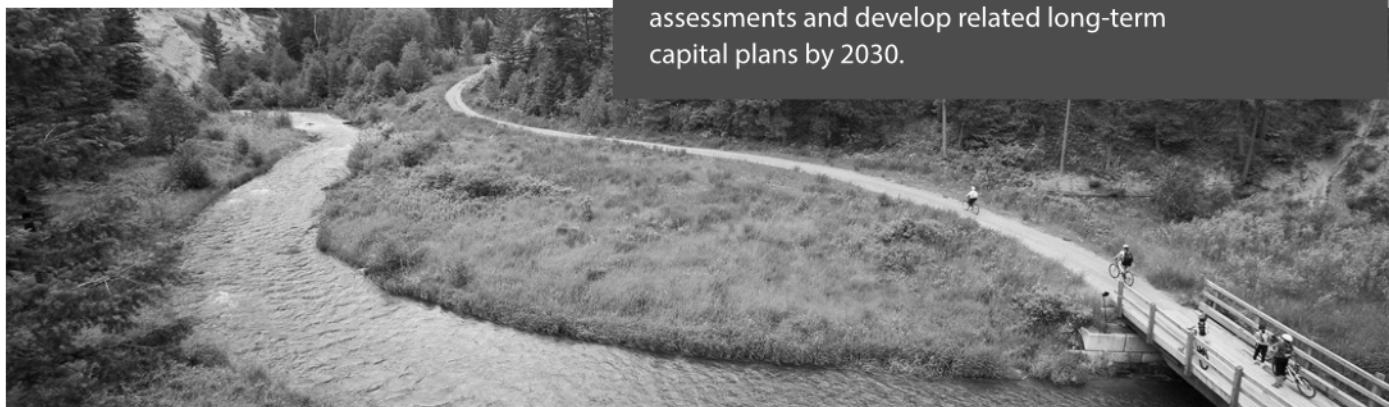 assessments and develop related long-term
capital plans by 2030.